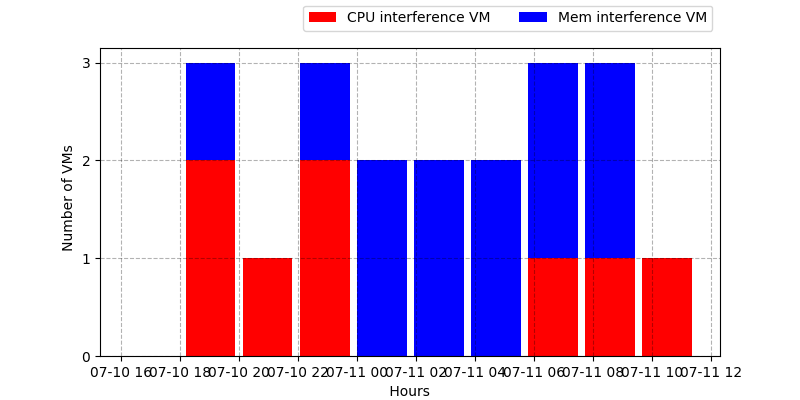 CPU interference VM Mem interference VM
3
2
1
0
Number of VMs
07-10 16 07-10 18 07-10 20 07-10 22 07-11 00 07-11 02 07-11 04 07-11 06 07-11 08 07-11 10 07-11 12
Hours